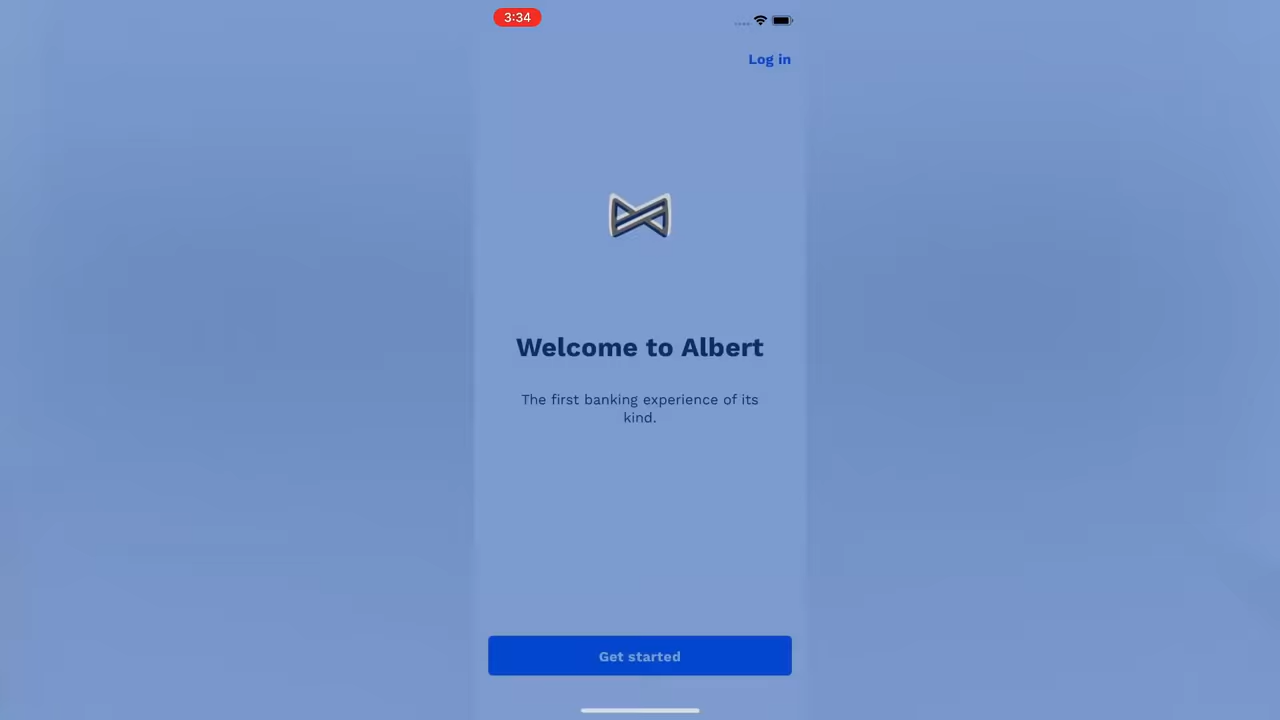 3:34
Log in
Welcome to Albert
The first banking experience of its
kind.
Get started